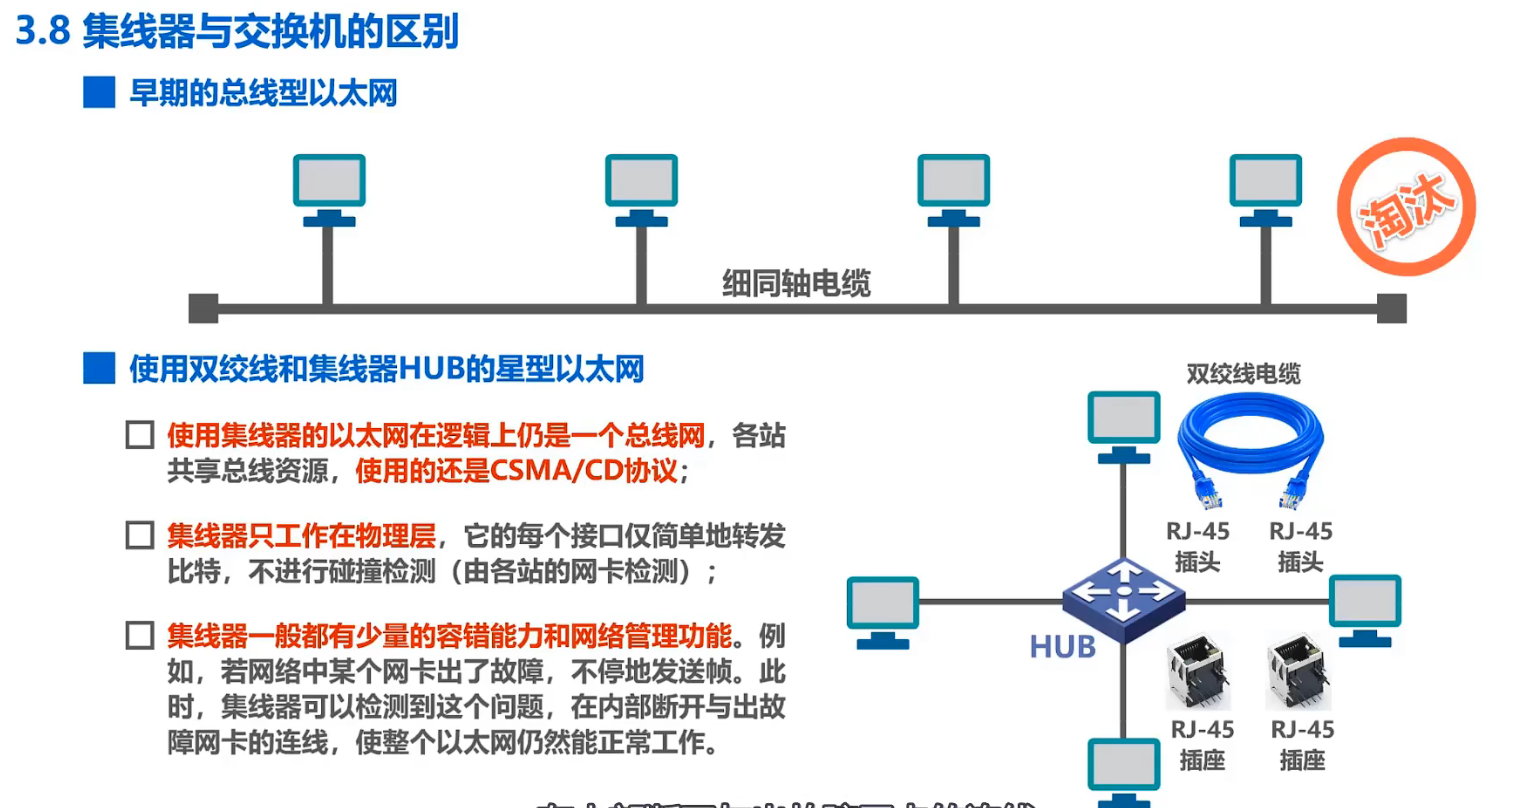 3.8 集线器与交换机的区别
早期的总线型以太网
淘汰
细同轴电缆
使用双绞线和集线器HUB的星型以太网
使用集线器的以太网在逻辑上仍是一个总线网，各站
共享总线资源，使用的还是CSMA/CD协议；
集线器只工作在物理层，它的每个接口仅简单地转发
比特，不进行碰撞检测（由各站的网卡检测）；
集线器一般都有少量的容错能力和网络管理功能。例
如，若网络中某个网卡出了故障，不停地发送帧。此
时，集线器可以检测到这个问题，在内部断开与出故
障网卡的连线，使整个以太网仍然能正常工作。
双绞线电缆
RJ-45
插头
RJ-45
插头
HUB
RJ-45
插座
RJ-45
插座